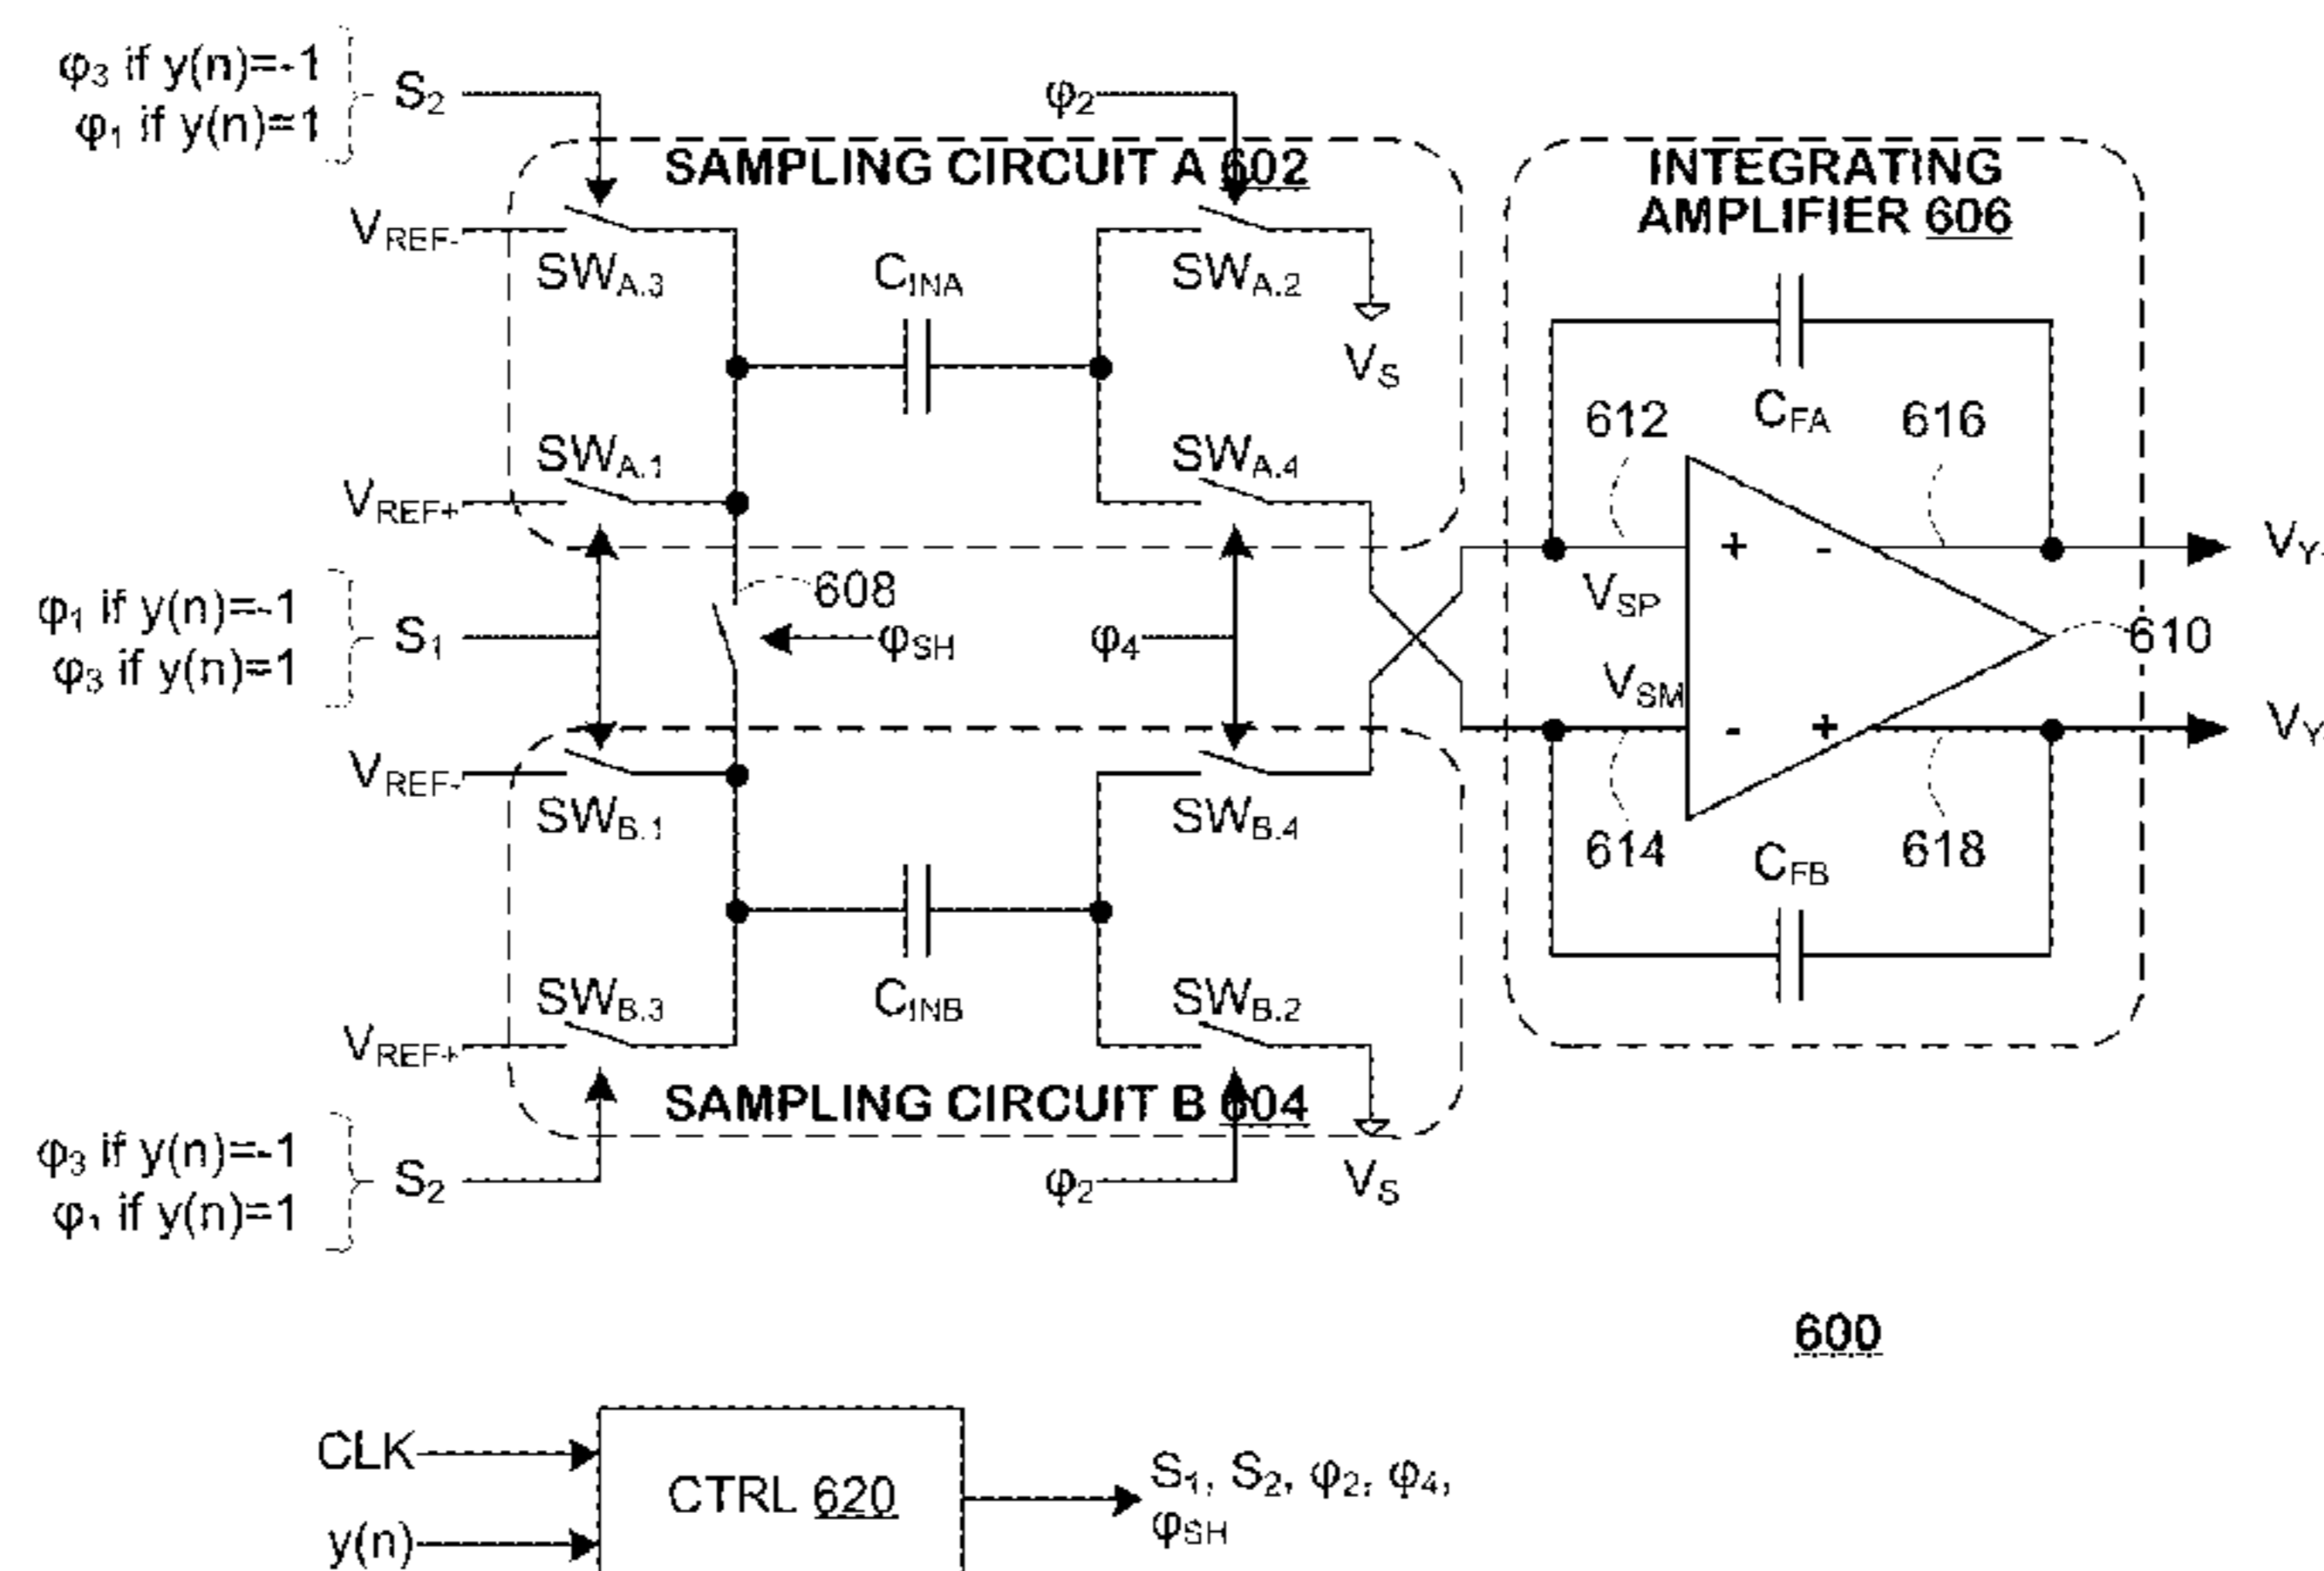 φ3 if y(n)=-1
φ1 if y(n)=1
S2
φ2
SAMPLING CIRCUIT A 602
INTEGRATING
AMPLIFIER 606
VREF-
SWA.3
CINA
SWA.2
VS
CFA
SWA.1
SWA.4
612
616
VREF+
+
-
VY-
608
VSP
φ1 if y(n)=-1
φ3 if y(n)=1
S1
φSH
φ4
610
VSM
-
+
VY
VREF-
SWB.1
SWB.4
614
618
CFB
SWB.3
CINB
SWB.2
VREF+
SAMPLING CIRCUIT B 604
φ3 if y(n)=-1
φ1 if y(n)=1
S2
φ2
VS
600
CLK
y(n)
CTRL 620
S1, S2, φ2, φ4,
φSH